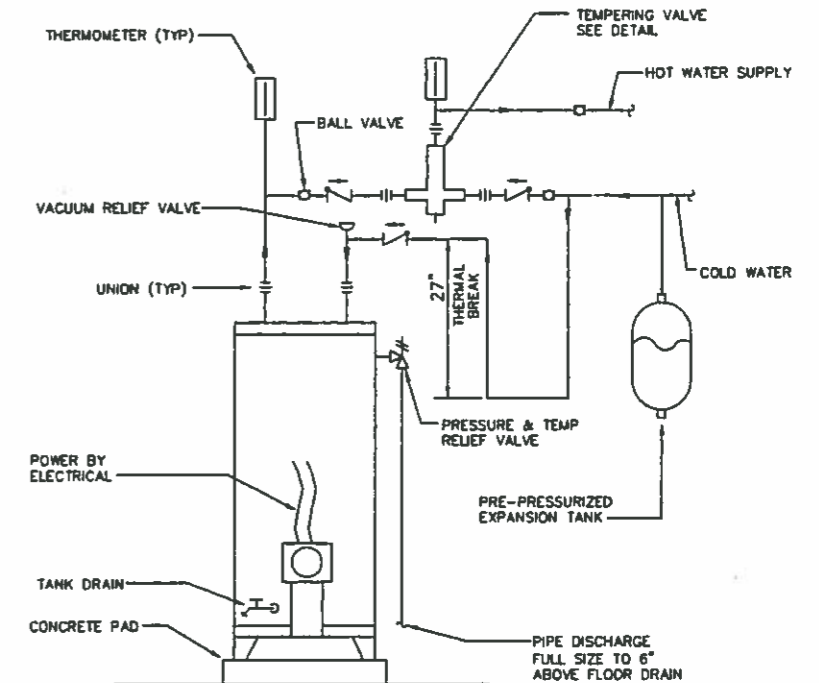 TEMPERING VALVE
SEE DETAIL
THERMOMETER (TYP)
HOT WATER SUPPLY
BALL VALVE
VACUUM RELIEF VALVE
COLD WATER
UNION (TYP)
27"
THERMAL
BREAK
PRESSURE & TEMP
RELIEF VALVE
POWER BY
ELECTRICAL
PRE-PRESSURIZED
EXPANSION TANK
TANK DRAIN
CONCRETE PAD
PIPE DISCHARGE
FULL SIZE TO 6"
ABOVE FLOOR DRAIN